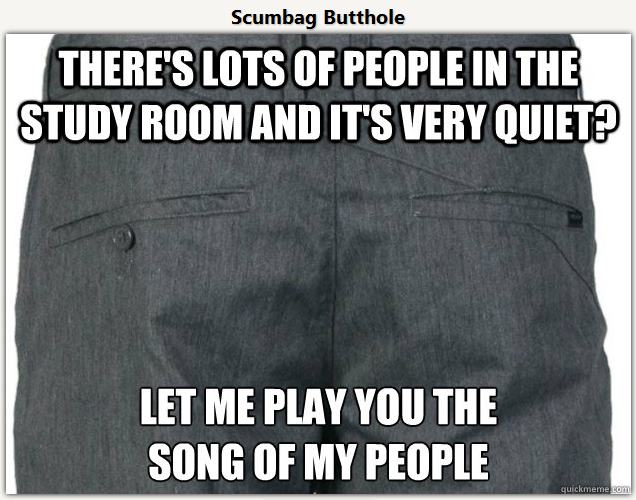 Scumbag Butthole
THERE'S LOTS OF PEOPLE IN THE
STUDY ROOM AND IT'S VERY QUIET?
LET ME PLAY YOU THE
SONG OF MY PEOPLE
quickmeme.com